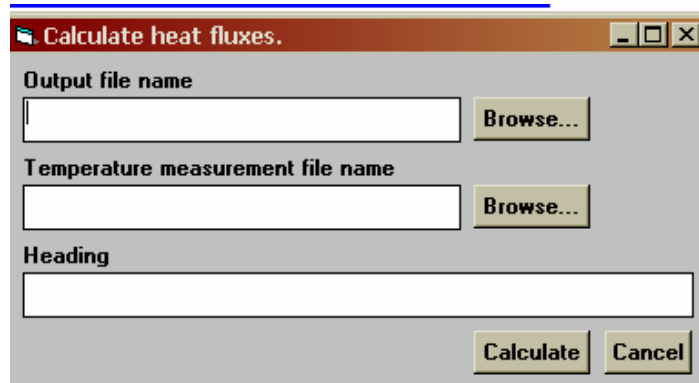 Calculate heat fluxes.
Output file name
Browse...
Temperature measurement file name
Browse...
Heading
Calculate Cancel